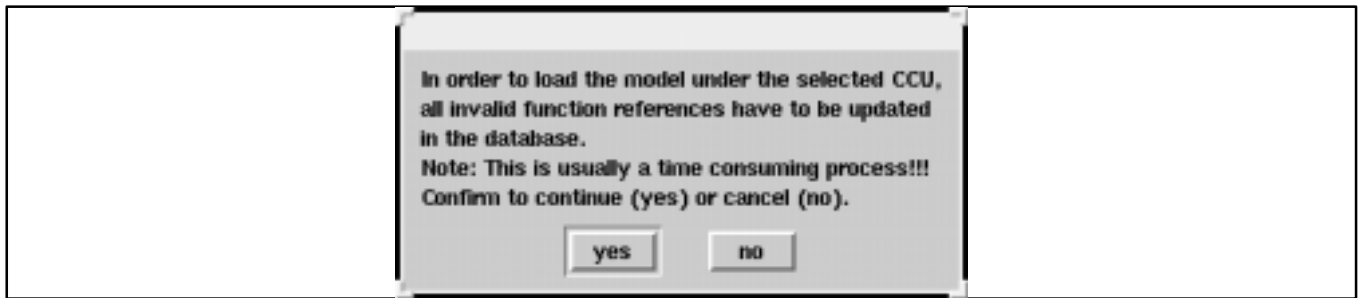 In order to load the model under the selected CCU,
all invalid function references have to be updated
in the database.
Note: This is usually a time consuming process!!!
Confirm to continue (yes) or cancel (no).
yes no